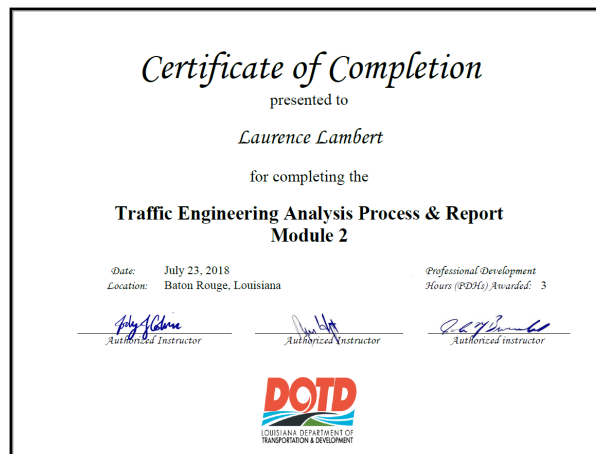 Certificate of Completion
presented to
Laurence Lambert
for completing the
Traffic Engineering Analysis Process & Report
Module 2
Date: July 23, 2018
Location: Baton Rouge, Louisiana
Professional Development
Hours (PDHs) Awarded: 3
Authorized Instructor
Authorized Instructor
Authorized instructor
DOTD
LOUISIANA DEPARTMENT OF
TRANSPORTATION & DEVELOPMENT